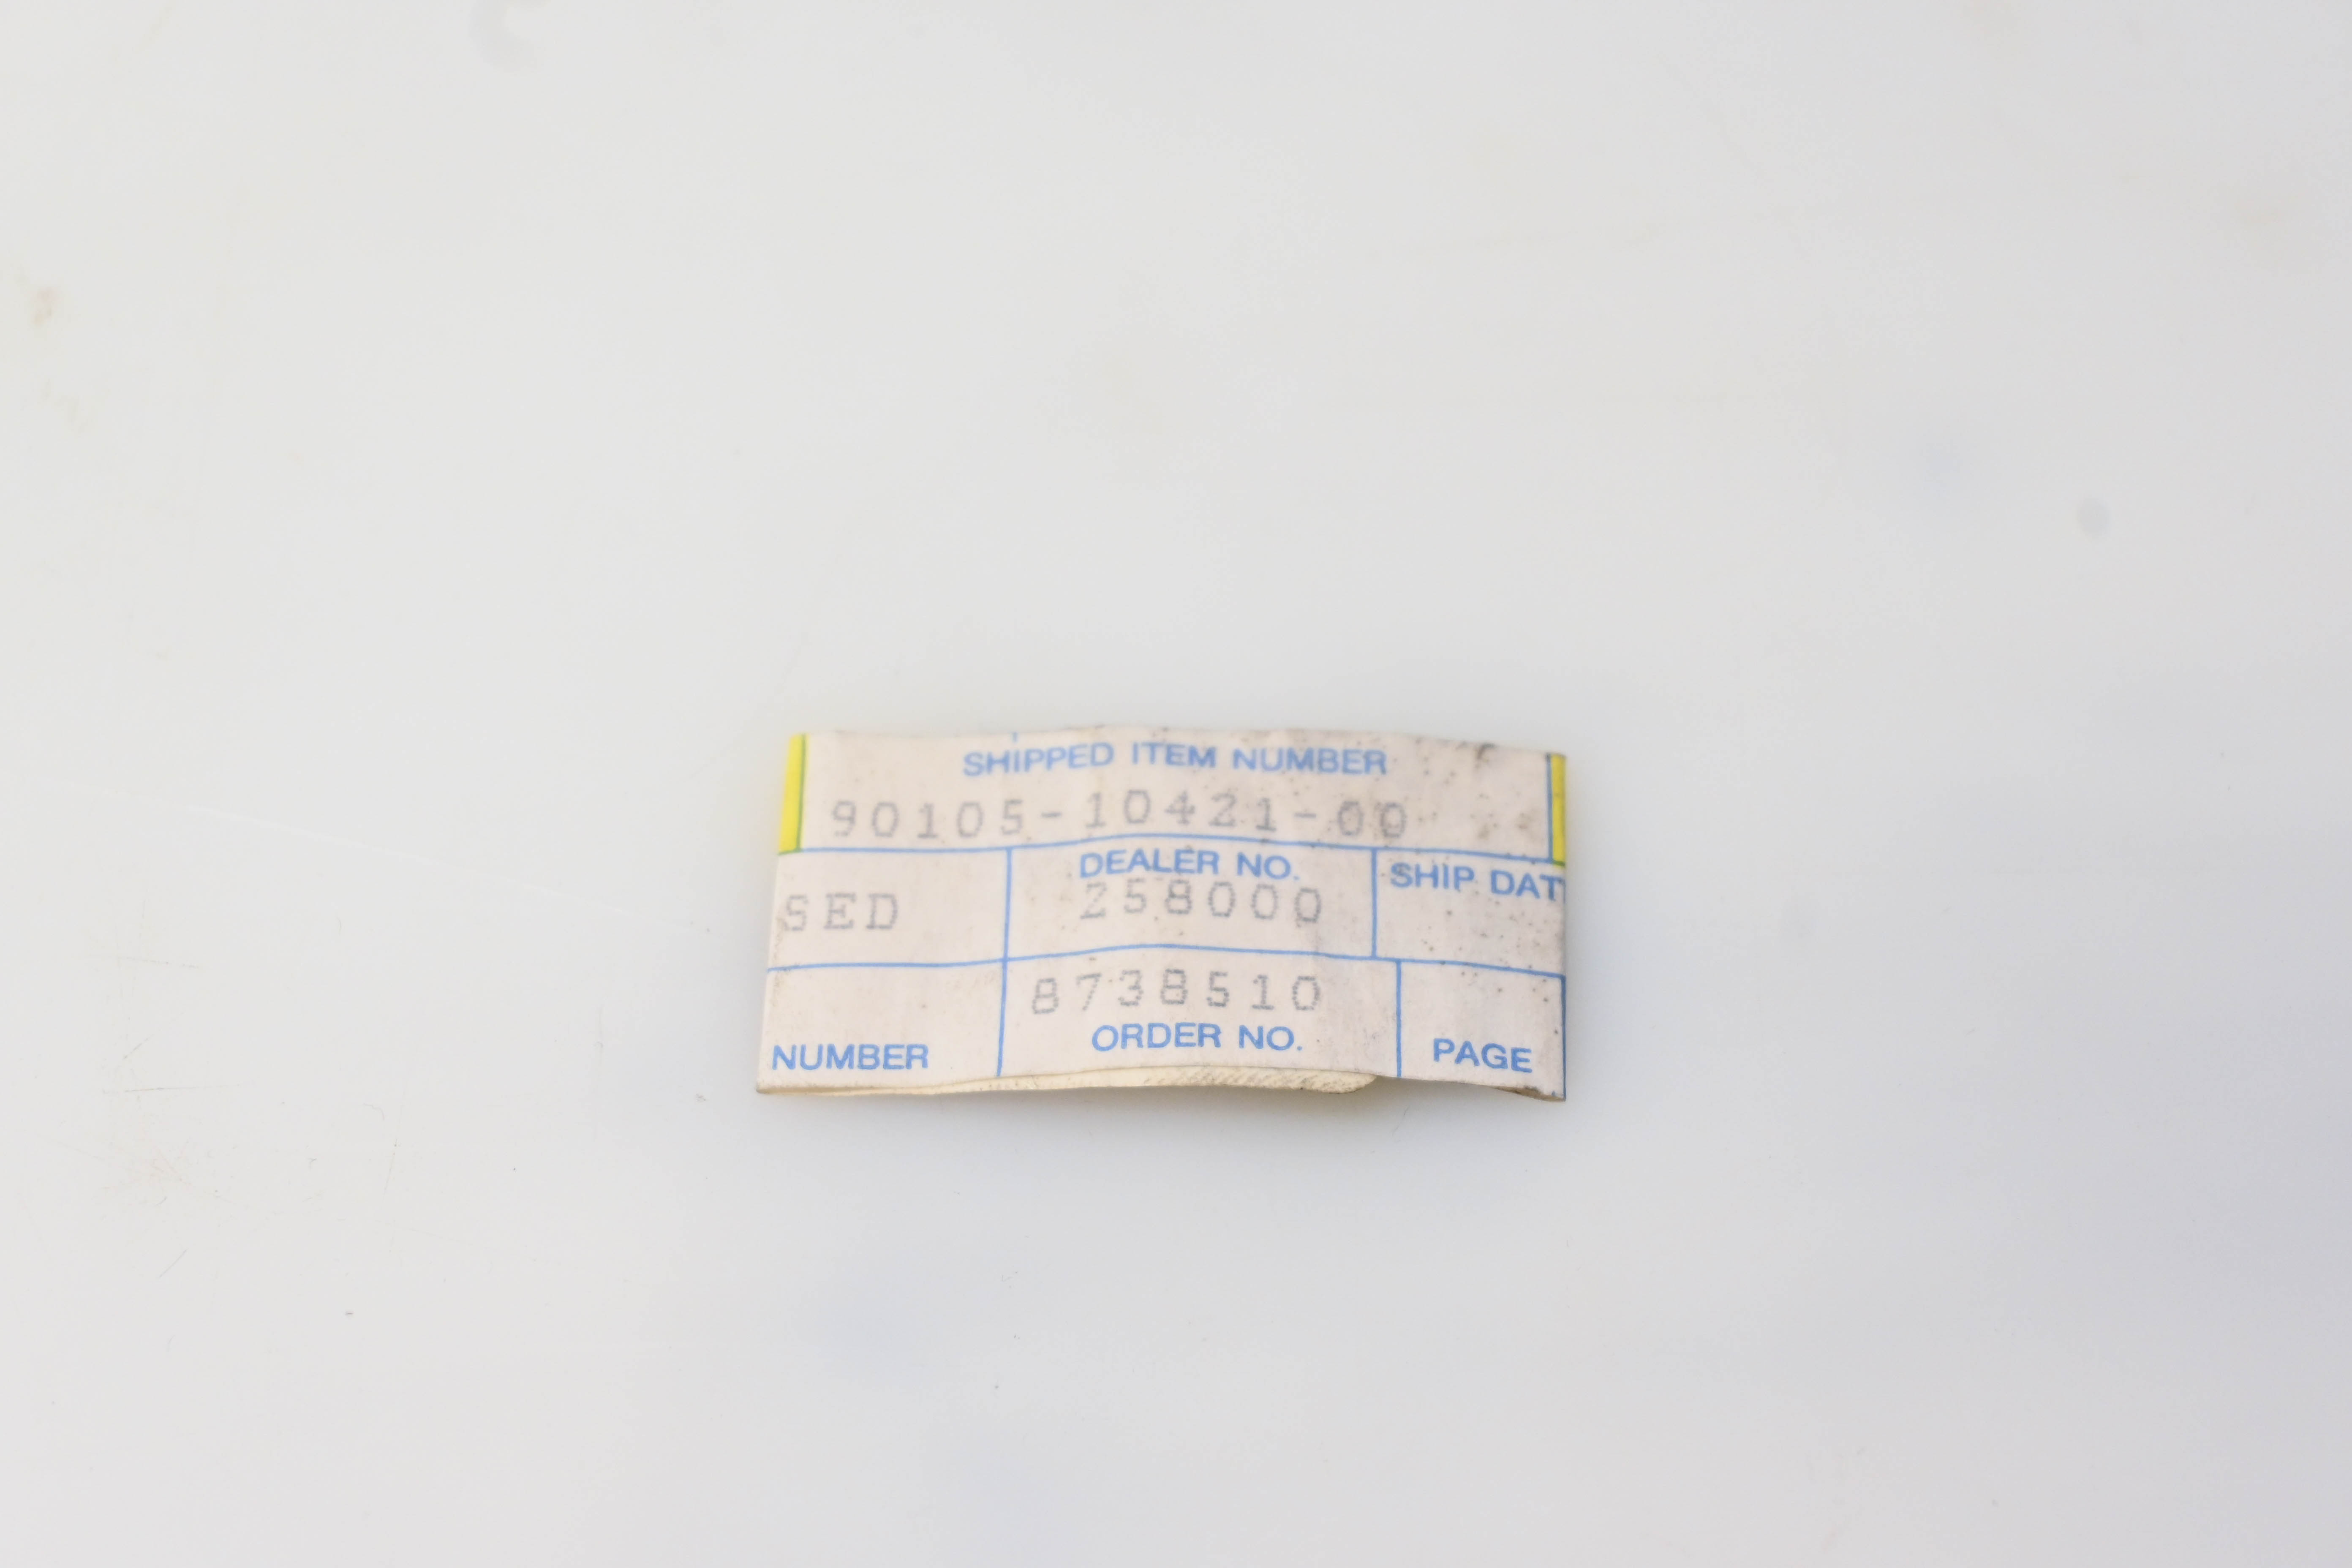 SHIPPED ITEM NUMBER
90105-10421-00
DEALER NO.
SHIP DAT
SED
258000
8738510
NUMBER
ORDER NO.
PAGE